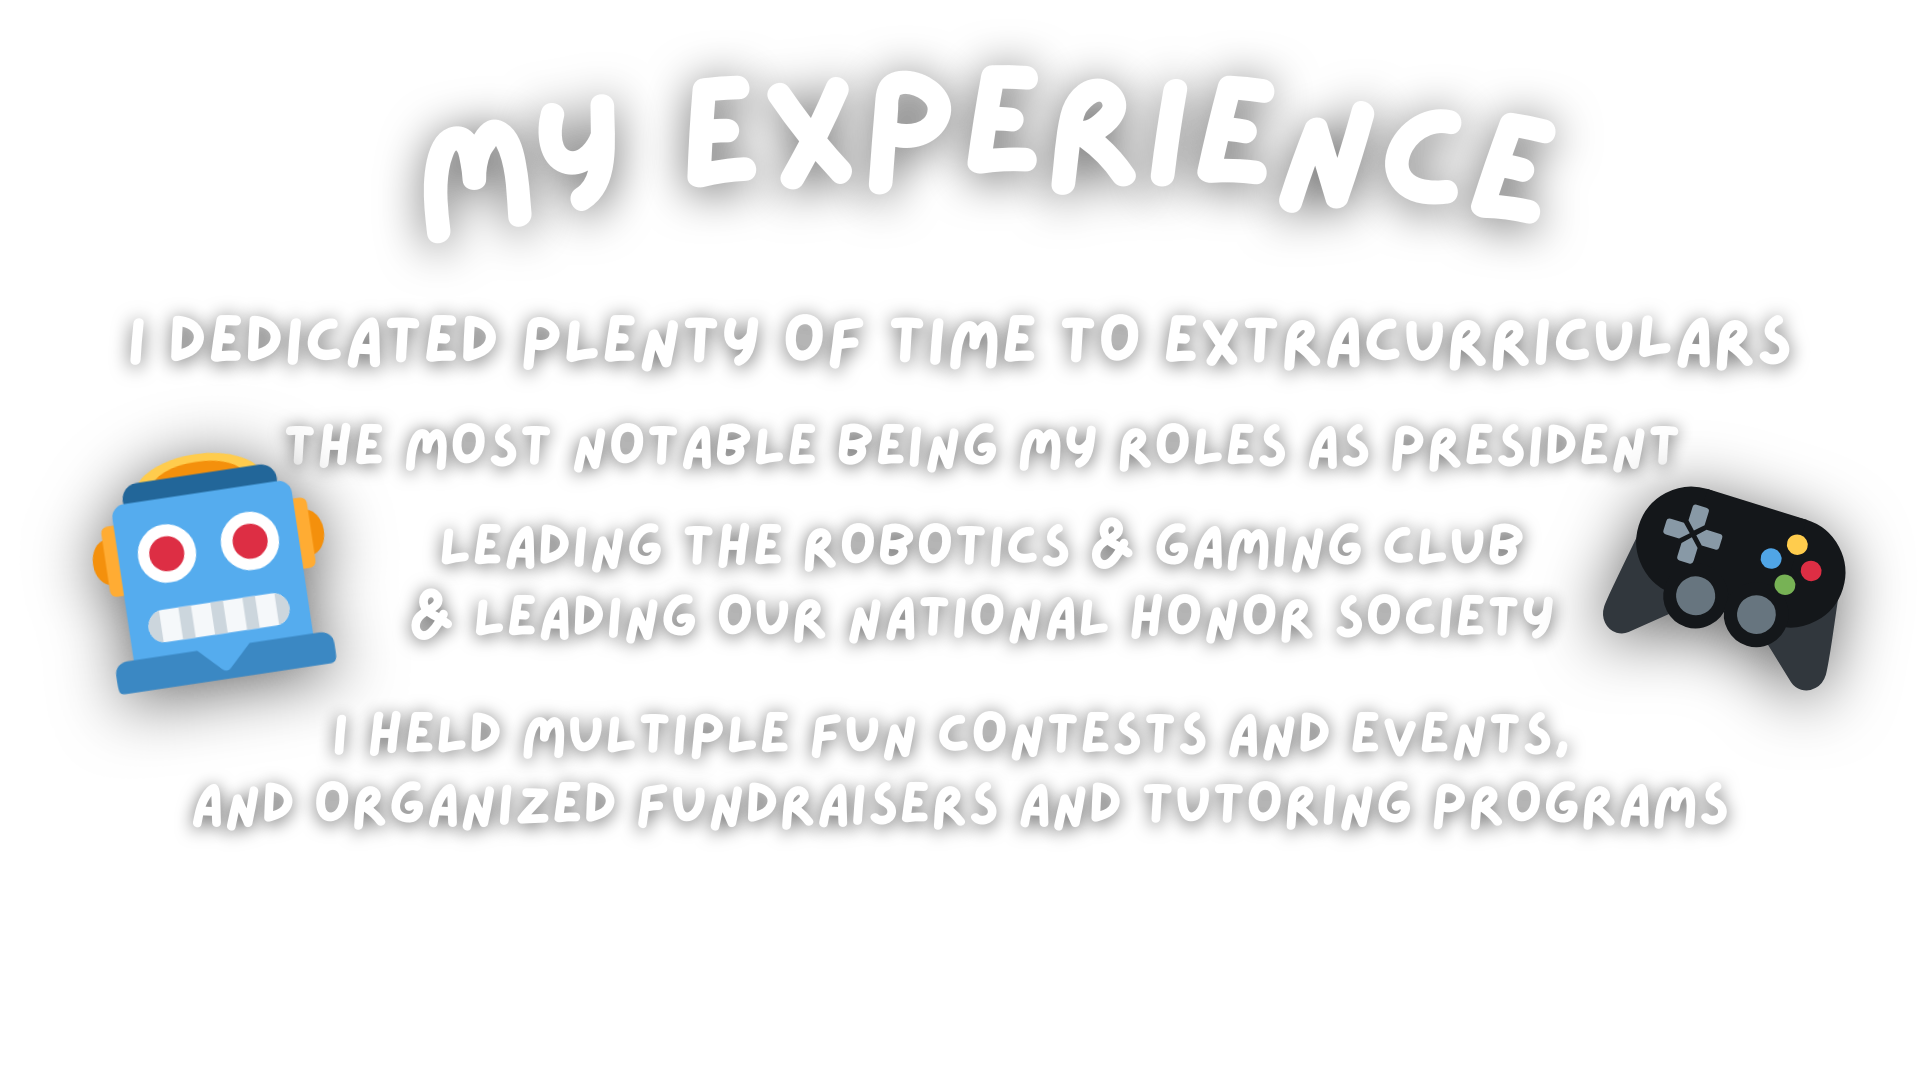 MY EXPERIENCE
I DEDICATED PLENTY OF TIME TO EXTRACURRICULARS
THE MOST NOTABLE BEING MY ROLES AS PRESIDENT
LEADING THE ROBOTICS & GAMING CLUB
& LEADING OUR NATIONAL HONOR SOCIETY
I HELD MULTIPLE FUN CONTESTS AND EVENTS,
AND ORGANIZED FUNDRAISERS AND TUTORING PROGRAMS